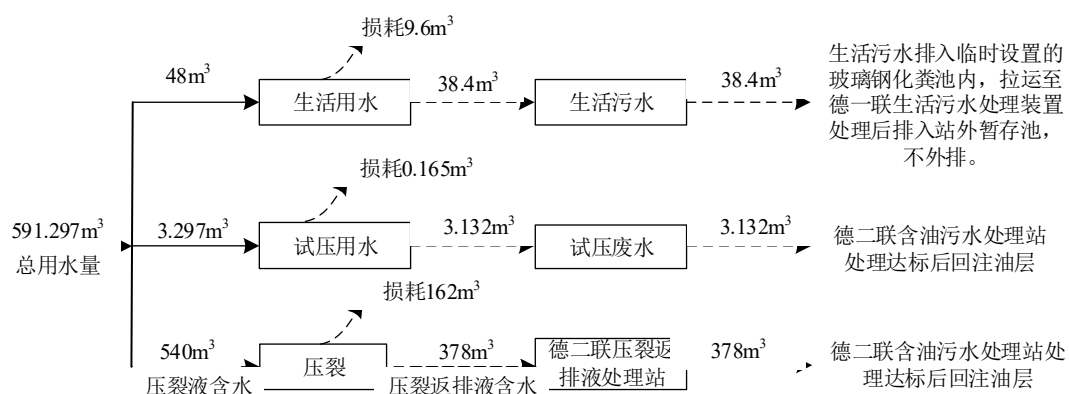 损耗9.6m³
48m³
生活用水
38.4m³
生活污水
38.4m³
生活污水排入临时设置的
玻璃钢化粪池内，拉运至
德一联生活污水处理装置
处理后排入站外暂存池，
不外排。
损耗0.165m³
591.297m³
总用水量
3.297m³
试压用水
3.132m³
试压废水
3.132m³
德二联含油污水处理站
处理达标后回注油层
损耗162m³
540m³
压裂液含水
压裂
378m³
压裂返排液含水
德二联压裂返
排液处理站
378m³
德二联含油污水处理站处
理达标后回注油层